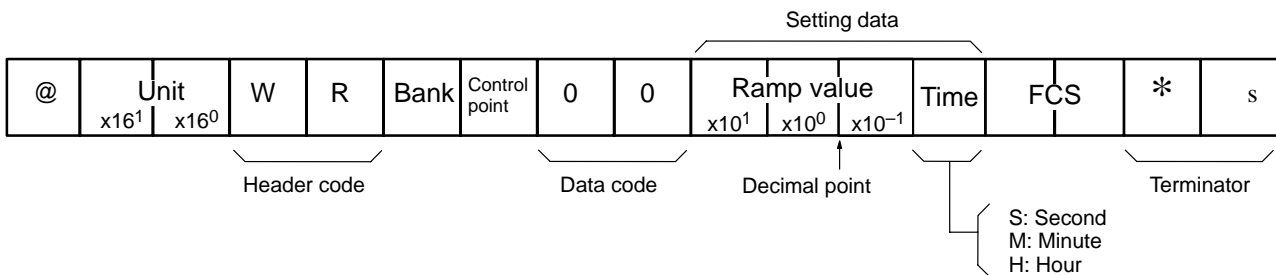 Setting data
@ Unit W R Bank Control point 0 0 Ramp value Time FCS * s
x16¹ x16⁰ x10¹ x10⁰ x10⁻¹
Header code Data code Decimal point Terminator
S: Second
M: Minute
H: Hour